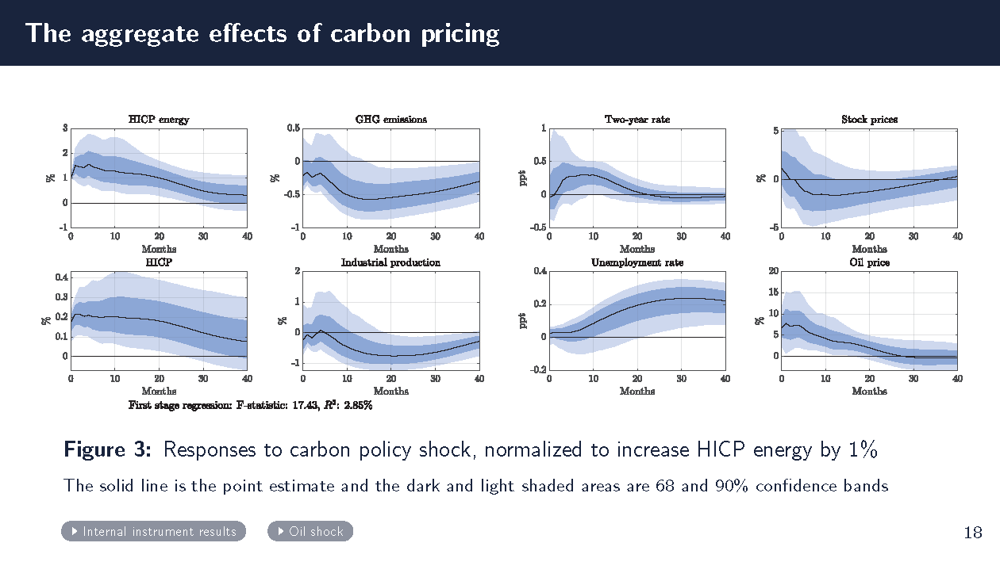 The aggregate effects of carbon pricing
HICP energy
3
2
1
0
-1
%
0 10 20 30 40
Months
GHG emissions
0.5
0
-0.5
-1
%
0 10 20 30 40
Months
Two-year rate
1
0.5
0
-0.5
ppt
0 10 20 30 40
Months
Stock prices
5
0
-5
%
0 10 20 30 40
Months
HICP
0.4
0.3
0.2
0.1
0
%
0 10 20 30 40
Months
Industrial production
2
1
0
-1
%
0 10 20 30 40
Months
Unemployment rate
0.4
0.2
0
-0.2
ppt
0 10 20 30 40
Months
Oil price
20
15
10
5
0
%
0 10 20 30 40
Months
First stage regression: F-statistic: 17.43, R²: 2.85%
Figure 3: Responses to carbon policy shock, normalized to increase HICP energy by 1%
The solid line is the point estimate and the dark and light shaded areas are 68 and 90% confidence bands
Internal instrument results
Oil shock
18